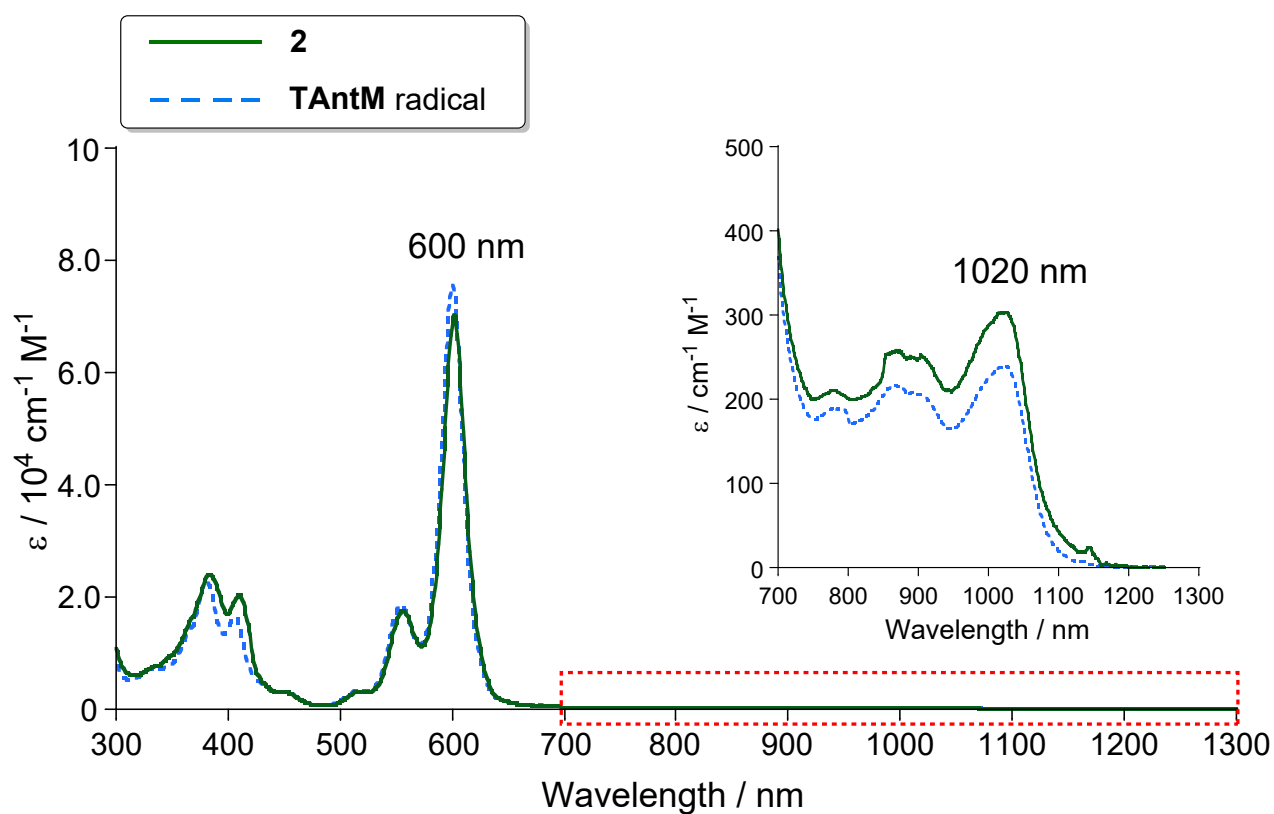 2
TAntM radical
10
8.0
6.0
4.0
2.0
0
ε / 10⁴ cm⁻¹ M⁻¹
600 nm
300 400 500 600 700 800 900 1000 1100 1200 1300
Wavelength / nm
500
400
300
200
100
0
ε / cm⁻¹ M⁻¹
1020 nm
700 800 900 1000 1100 1200 1300
Wavelength / nm